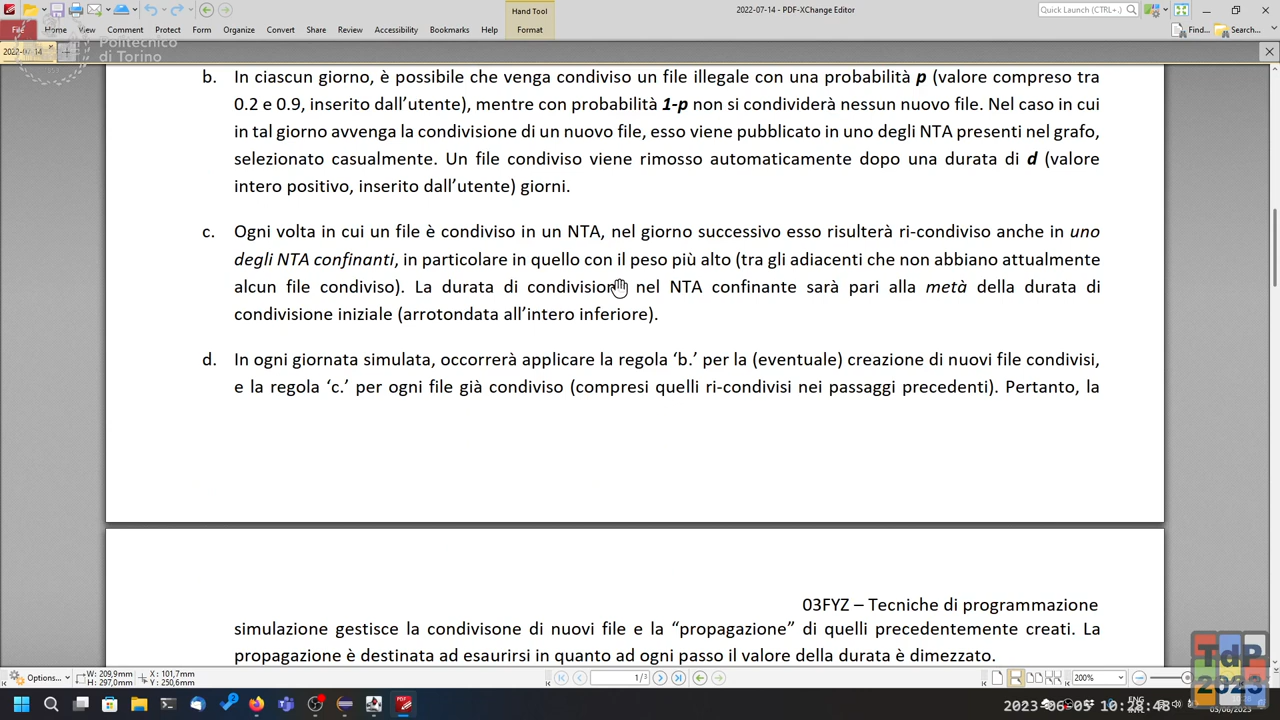 Hand Tool
2022-07-14 - PDF-XChange Editor
Quick Launch (CTRL+.)
File Home View Comment Protect Form Organize Convert Share Review Accessibility Bookmarks Help Format
Find... Search...
Politecnico
di Torino
2022-07-14
b. In ciascun giorno, è possibile che venga condiviso un file illegale con una probabilità p (valore compreso tra
0.2 e 0.9, inserito dall'utente), mentre con probabilità 1-p non si condividerà nessun nuovo file. Nel caso in cui
in tal giorno avvenga la condivisione di un nuovo file, esso viene pubblicato in uno degli NTA presenti nel grafo,
selezionato casualmente. Un file condiviso viene rimosso automaticamente dopo una durata di d (valore
intero positivo, inserito dall'utente) giorni.
c. Ogni volta in cui un file è condiviso in un NTA, nel giorno successivo esso risulterà ri-condiviso anche in uno
degli NTA confinanti, in particolare in quello con il peso più alto (tra gli adiacenti che non abbiano attualmente
alcun file condiviso). La durata di condivisione nel NTA confinante sarà pari alla metà della durata di
condivisione iniziale (arrotondata all'intero inferiore).
d. In ogni giornata simulata, occorrerà applicare la regola 'b.' per la (eventuale) creazione di nuovi file condivisi,
e la regola 'c.' per ogni file già condiviso (compresi quelli ri-condivisi nei passaggi precedenti). Pertanto, la
03FYZ – Tecniche di programmazione
simulazione gestisce la condivisone di nuovi file e la "propagazione" di quelli precedentemente creati. La
propagazione è destinata ad esaurirsi in quanto ad ogni passo il valore della durata è dimezzato.
Options...
W: 209,9mm
H: 297,0mm
X: 101,7mm
Y: 250,6mm
1/3
200%
TdP
2023
ENG
2023-06-05 10:28:48